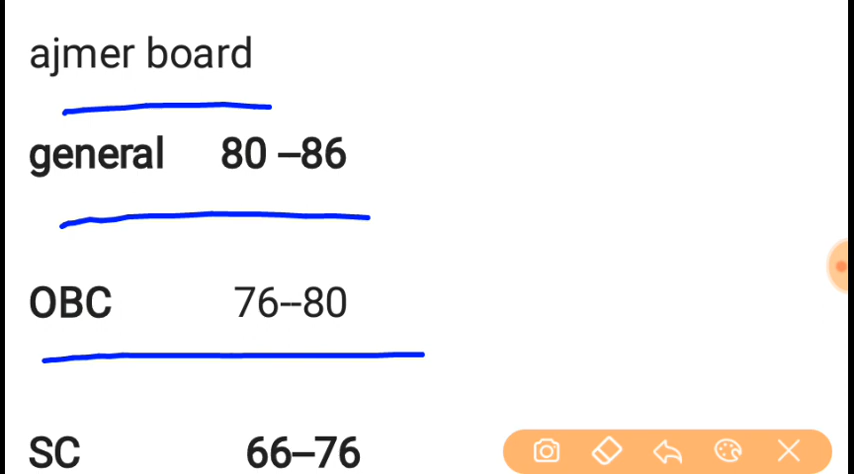 ajmer board
general 80 –86
OBC 76--80
SC 66–76